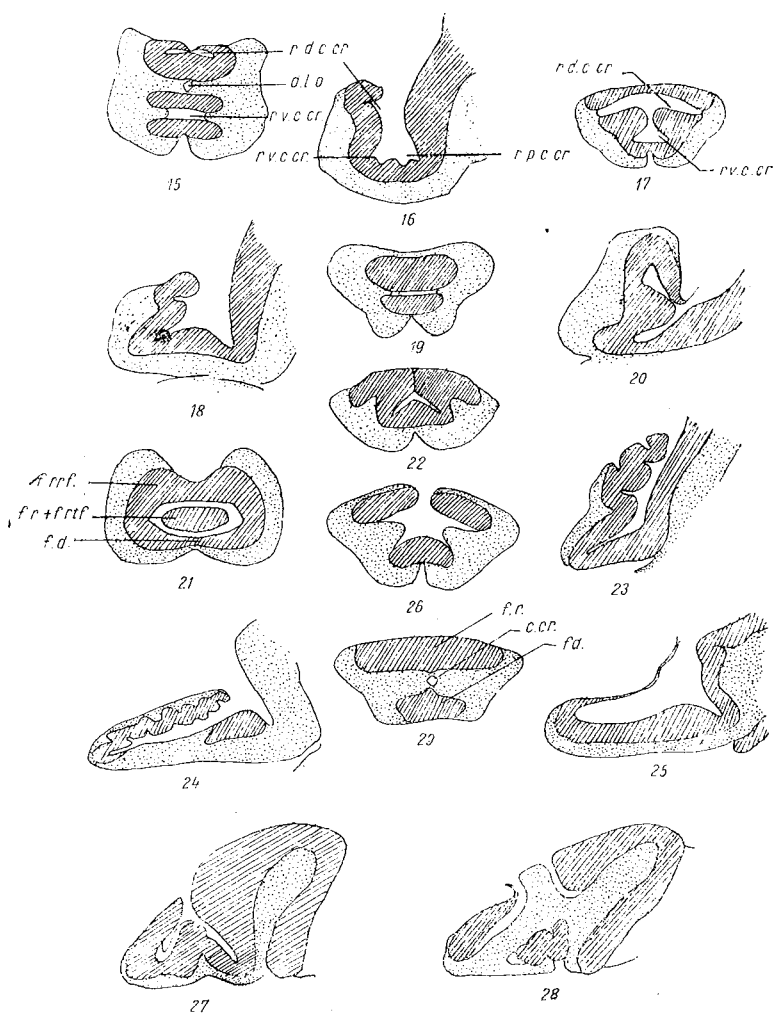 r d c cr
a l a
r.v.c.cr.
15
r.v.c cr.
r p c cr
16
r.d.c cr
r.v.c.cr
17
18
19
20
22
f r r f.
f r + f r t f
f.d.
21
26
23
f.r.
c.cr.
f.d.
24
29
25
27
28